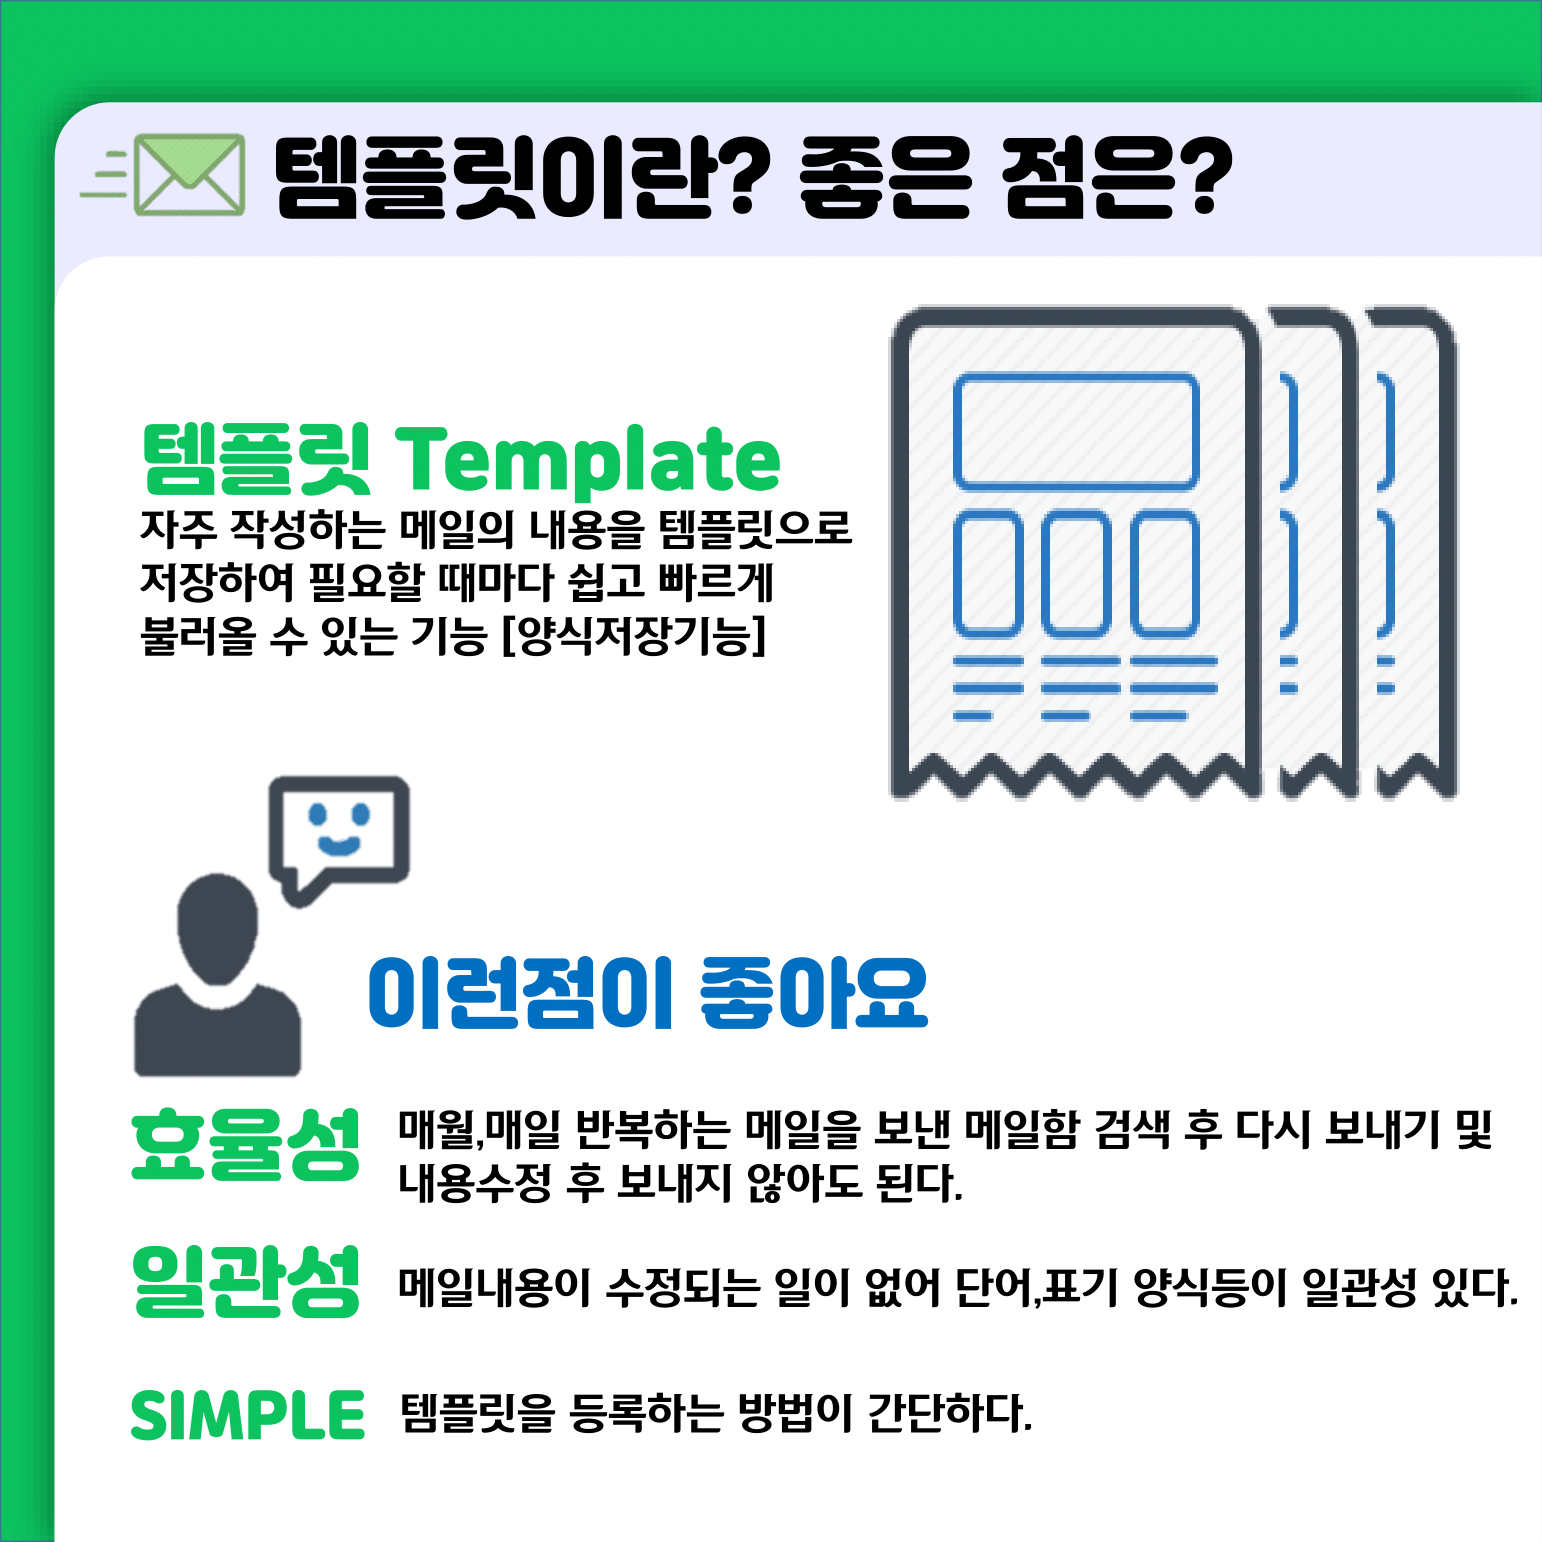 템플릿이란? 좋은 점은?
템플릿 Template
자주 작성하는 메일의 내용을 템플릿으로
저장하여 필요할 때마다 쉽고 빠르게
불러올 수 있는 기능 [양식저장기능]
이런점이 좋아요
효율성
매월,매일 반복하는 메일을 보낸 메일함 검색 후 다시 보내기 및
내용수정 후 보내지 않아도 된다.
일관성
메일내용이 수정되는 일이 없어 단어,표기 양식등이 일관성 있다.
SIMPLE
템플릿을 등록하는 방법이 간단하다.